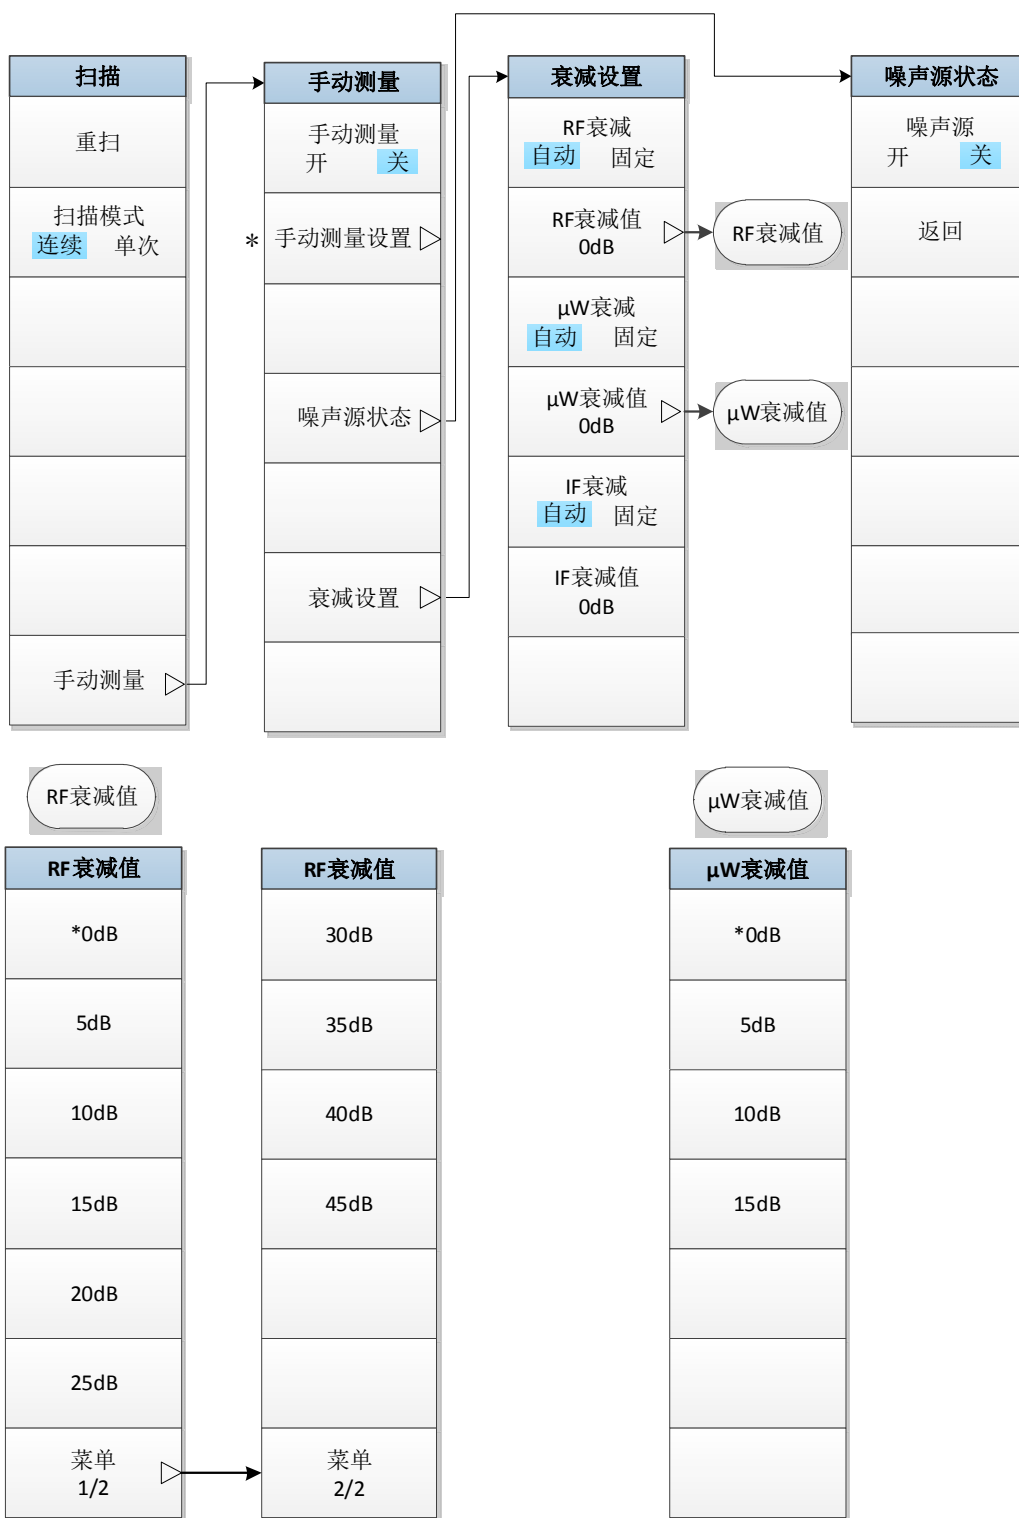 扫描
重扫
扫描模式
连续 单次
手动测量
手动测量
手动测量
开 关
* 手动测量设置
噪声源状态
衰减设置
衰减设置
RF衰减
自动 固定
RF衰减值
0dB
µW衰减
自动 固定
µW衰减值
0dB
IF衰减
自动 固定
IF衰减值
0dB
RF衰减值
µW衰减值
噪声源状态
噪声源
开 关
返回
RF衰减值
RF衰减值
*0dB
5dB
10dB
15dB
20dB
25dB
菜单
1/2
RF衰减值
30dB
35dB
40dB
45dB
菜单
2/2
µW衰减值
µW衰减值
*0dB
5dB
10dB
15dB